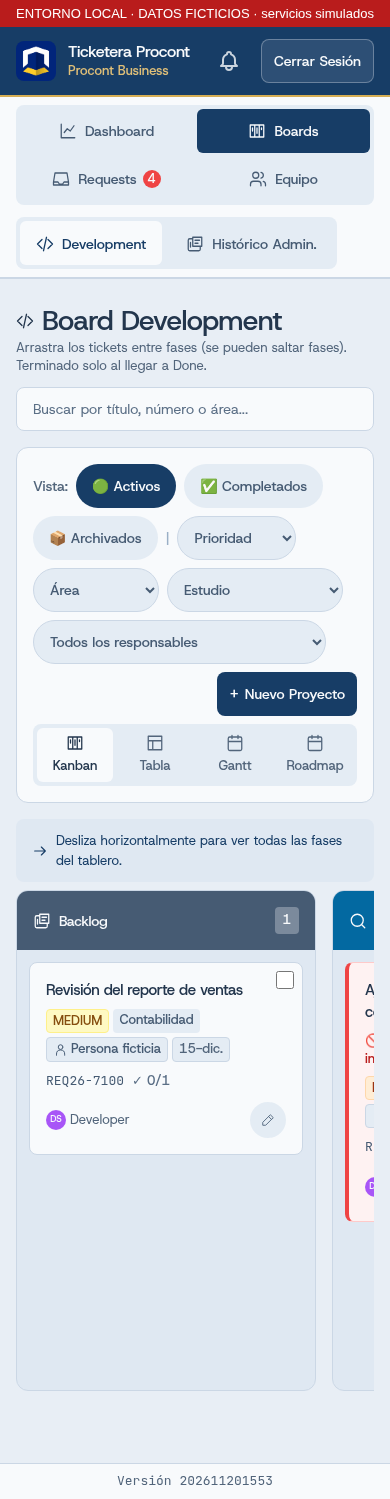 ENTORNO LOCAL · DATOS FICTICIOS · servicios simulados
Ticketera Procont
Procont Business
Cerrar Sesión
Dashboard
Boards
Requests 4
Equipo
Development
Histórico Admin.
Board Development
Arrastra los tickets entre fases (se pueden saltar fases).
Terminado solo al llegar a Done.
Buscar por título, número o área...
Vista:
Activos
Completados
Archivados
|
Prioridad
Área
Estudio
Todos los responsables
+ Nuevo Proyecto
Kanban
Tabla
Gantt
Roadmap
Desliza horizontalmente para ver todas las fases
del tablero.
Backlog
1
Revisión del reporte de ventas
MEDIUM
Contabilidad
Persona ficticia
15-dic.
REQ26-7100 ✓ 0/1
DS Developer
Versión 202611201553